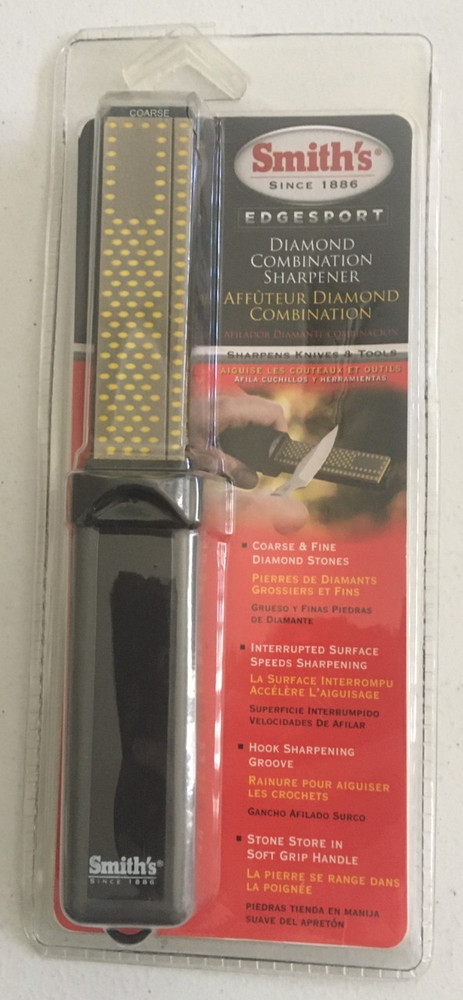 COARSE
Smith's®
SINCE 1886
EDGESPORT
DIAMOND
COMBINATION
SHARPENER
AFFÛTEUR DIAMOND
COMBINATION
AFILADOR DIAMANTE COMBINACIÓN
SHARPENS KNIVES & TOOLS
AIGUISE LES COUTEAUX ET OUTILS
AFILA CUCHILLOS Y HERRAMIENTAS
▪ COARSE & FINE
DIAMOND STONES
PIERRES DE DIAMANTS
GROSSIERS ET FINS
GRUESO Y FINAS PIEDRAS
DE DIAMANTE
▪ INTERRUPTED SURFACE
SPEEDS SHARPENING
LA SURFACE INTERROMPU
ACCÉLÈRE L'AIGUISAGE
SUPERFICIE INTERRUMPIDO
VELOCIDADES DE AFILAR
▪ HOOK SHARPENING
GROOVE
RAINURE POUR AIGUISER
LES CROCHETS
GANCHO AFILADO SURCO
▪ STONE STORE IN
SOFT GRIP HANDLE
LA PIERRE SE RANGE DANS
LA POIGNÉE
PIEDRAS TIENDA EN MANIJA
SUAVE DEL APRETÓN
Smith's®
SINCE 1886